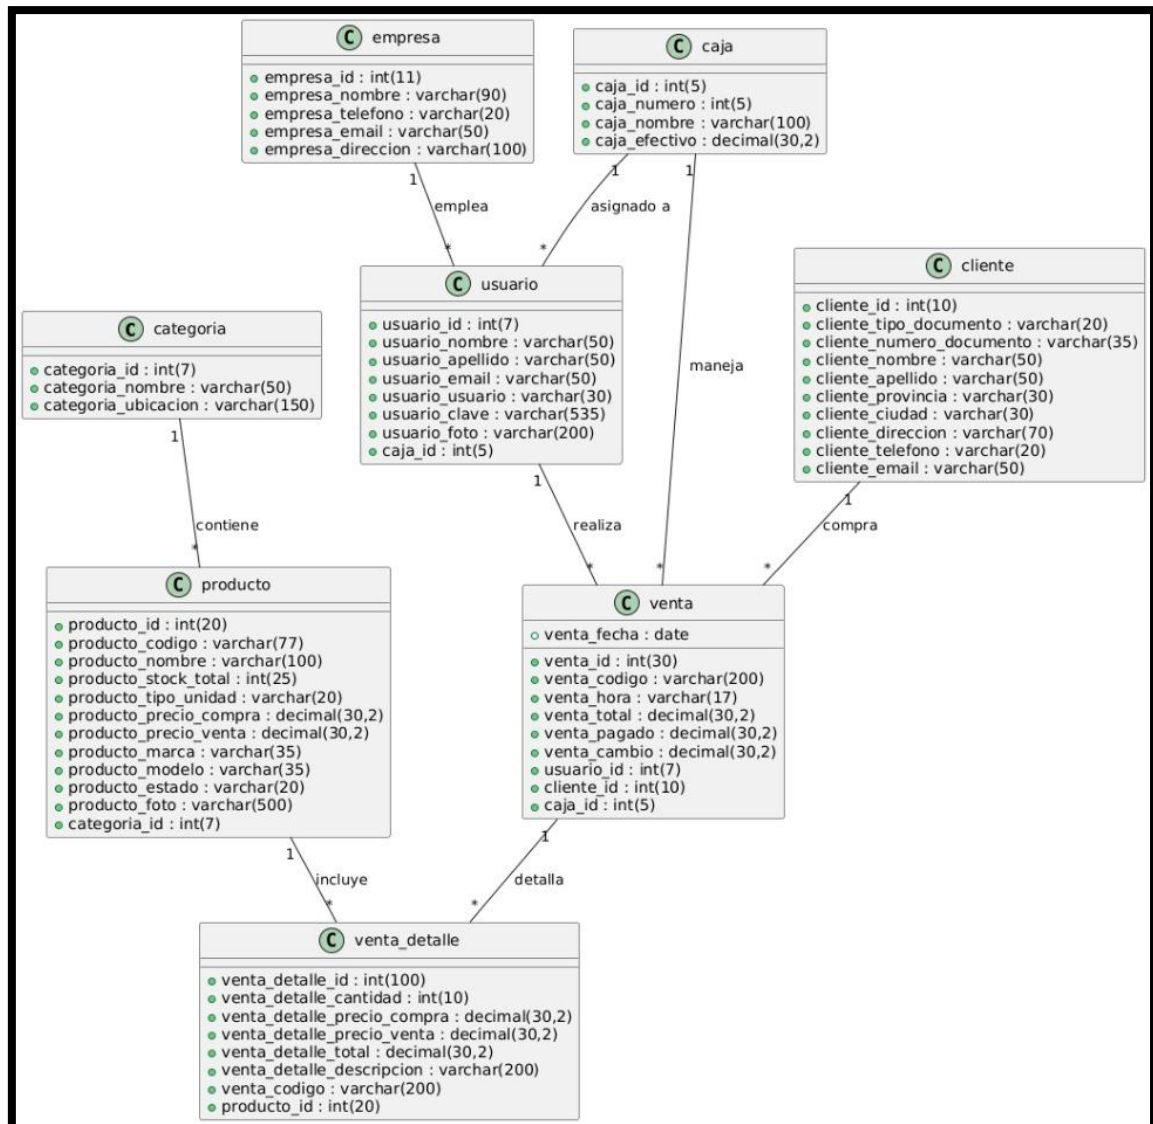 C empresa
empresa_id : int(11)
empresa_nombre : varchar(90)
empresa_telefono : varchar(20)
empresa_email : varchar(50)
empresa_direccion : varchar(100)
C caja
caja_id : int(5)
caja_numero : int(5)
caja_nombre : varchar(100)
caja_efectivo : decimal(30,2)
1
1
1
emplea
asignado a
*
*
C usuario
usuario_id : int(7)
usuario_nombre : varchar(50)
usuario_apellido : varchar(50)
usuario_email : varchar(50)
usuario_usuario : varchar(30)
usuario_clave : varchar(535)
usuario_foto : varchar(200)
caja_id : int(5)
maneja
C cliente
cliente_id : int(10)
cliente_tipo_documento : varchar(20)
cliente_numero_documento : varchar(35)
cliente_nombre : varchar(50)
cliente_apellido : varchar(50)
cliente_provincia : varchar(30)
cliente_ciudad : varchar(30)
cliente_direccion : varchar(70)
cliente_telefono : varchar(20)
cliente_email : varchar(50)
C categoria
categoria_id : int(7)
categoria_nombre : varchar(50)
categoria_ubicacion : varchar(150)
1
1
1
contiene
realiza
compra
*
*
*
*
C producto
producto_id : int(20)
producto_codigo : varchar(77)
producto_nombre : varchar(100)
producto_stock_total : int(25)
producto_tipo_unidad : varchar(20)
producto_precio_compra : decimal(30,2)
producto_precio_venta : decimal(30,2)
producto_marca : varchar(35)
producto_modelo : varchar(35)
producto_estado : varchar(20)
producto_foto : varchar(500)
categoria_id : int(7)
C venta
venta_fecha : date
venta_id : int(30)
venta_codigo : varchar(200)
venta_hora : varchar(17)
venta_total : decimal(30,2)
venta_pagado : decimal(30,2)
venta_cambio : decimal(30,2)
usuario_id : int(7)
cliente_id : int(10)
caja_id : int(5)
1
1
incluye
detalla
*
*
C venta_detalle
venta_detalle_id : int(100)
venta_detalle_cantidad : int(10)
venta_detalle_precio_compra : decimal(30,2)
venta_detalle_precio_venta : decimal(30,2)
venta_detalle_total : decimal(30,2)
venta_detalle_descripcion : varchar(200)
venta_codigo : varchar(200)
producto_id : int(20)